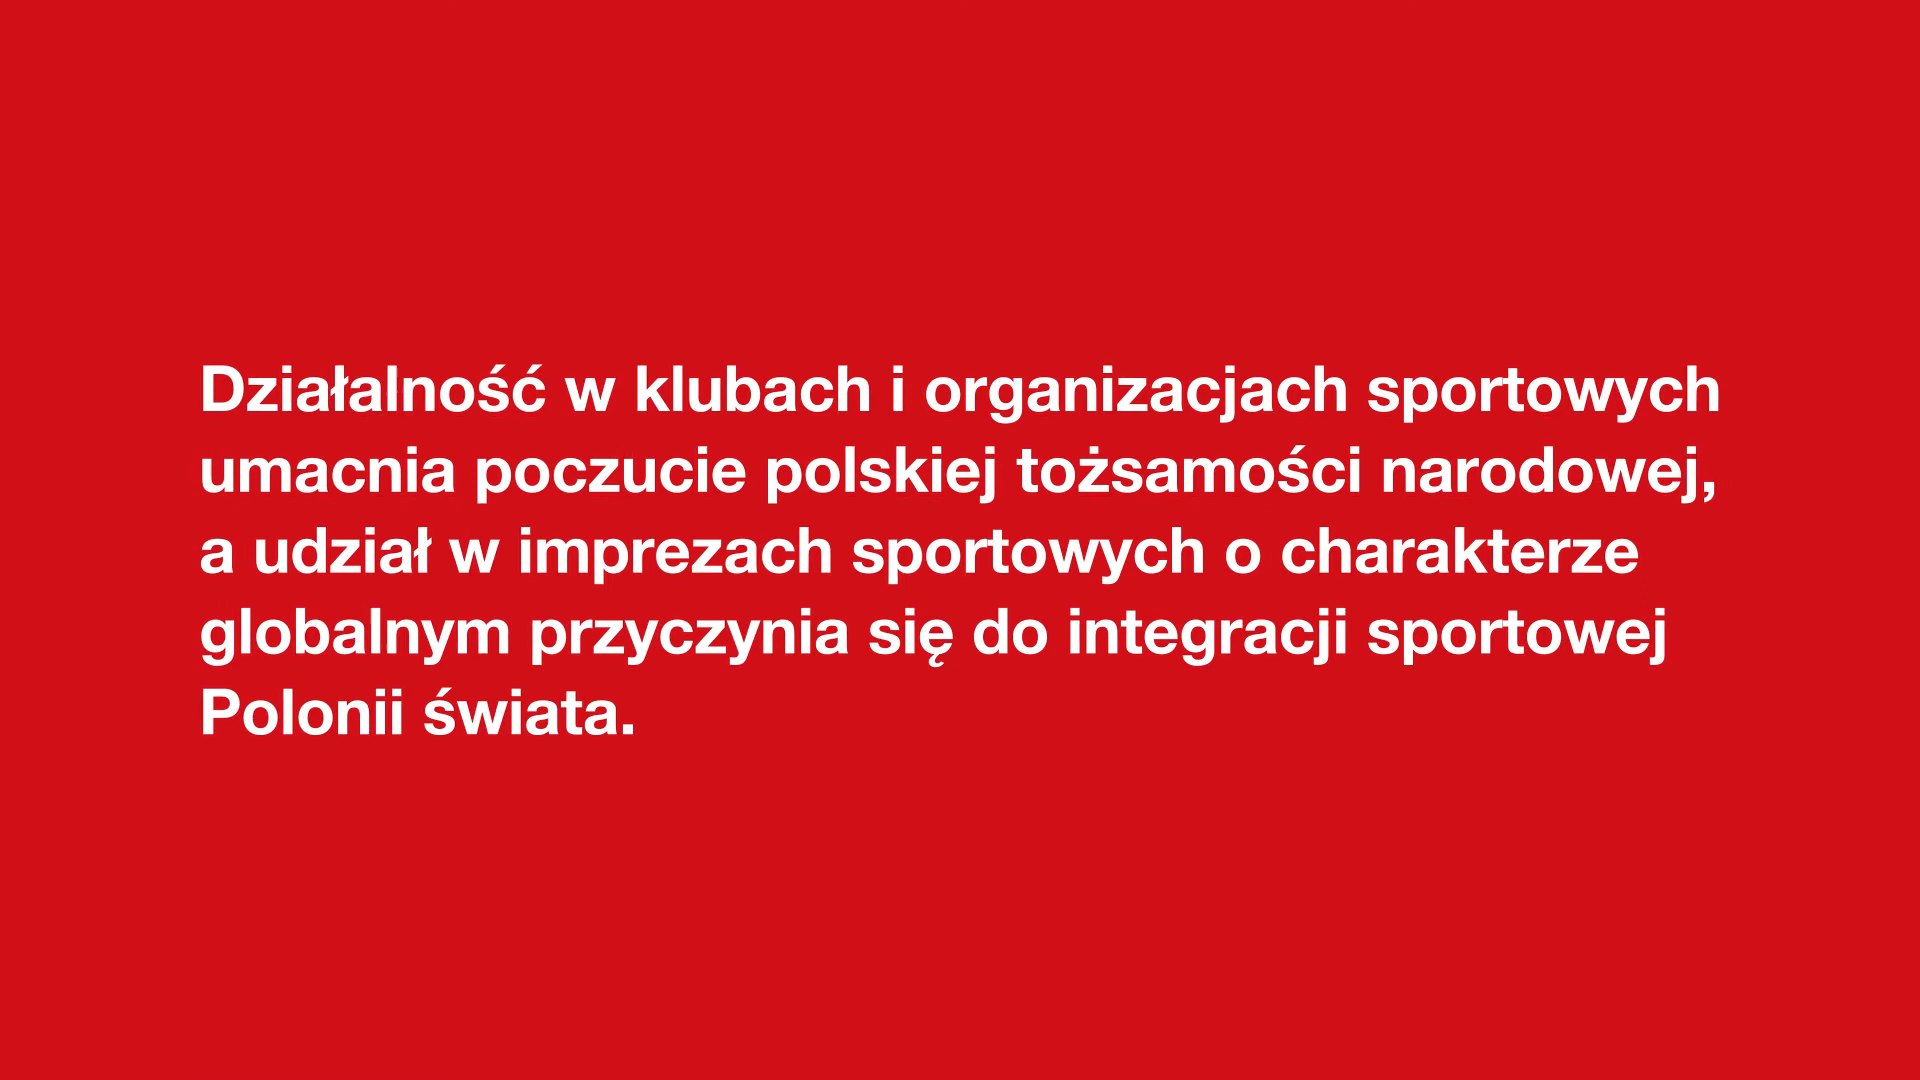 Działalność w klubach i organizacjach sportowych
umacnia poczucie polskiej tożsamości narodowej,
a udział w imprezach sportowych o charakterze
globalnym przyczynia się do integracji sportowej
Polonii świata.